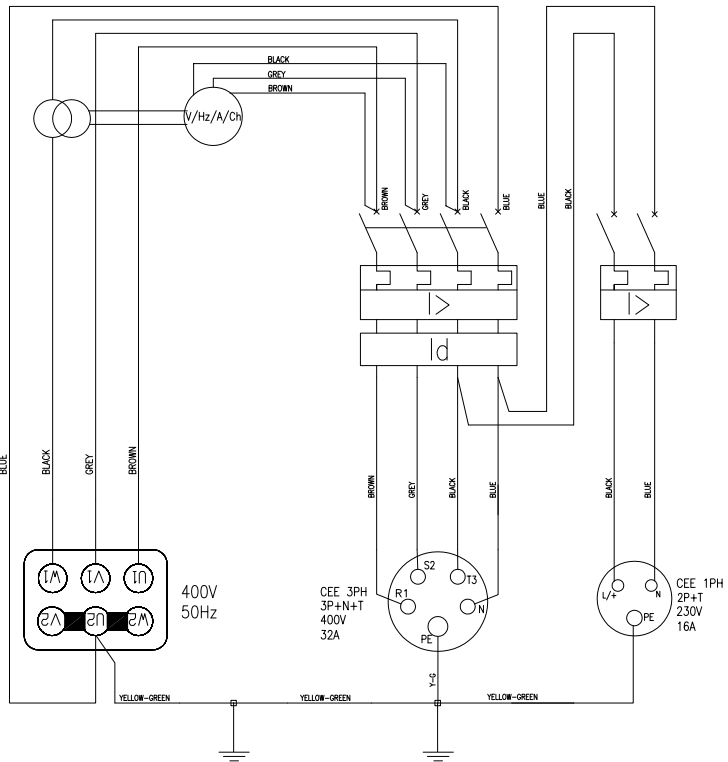 BLACK
GREY
BROWN
V/Hz/A/Ch
BROWN
GREY
BLACK
BLUE
BLUE
BLACK
I>
I>
Id
BLUE
BLACK
GREY
BROWN
BROWN
GREY
BLACK
BLUE
BLACK
BLUE
W1
V1
U1
V2
U2
W2
400V
50Hz
CEE 3PH
3P+N+T
400V
32A
S2
T3
R1
N
PE
Y-G
L/+
N
PE
CEE 1PH
2P+T
230V
16A
YELLOW-GREEN
YELLOW-GREEN
YELLOW-GREEN